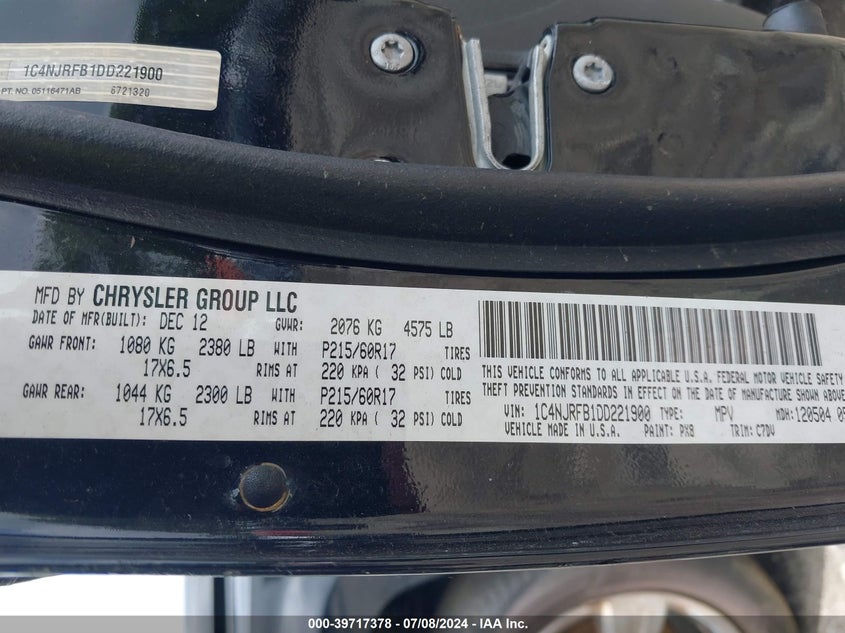 1C4NJRFB1DD221900
PT. NO. 05116471AB 6721320
MFD BY CHRYSLER GROUP LLC
DATE OF MFR(BUILT): DEC 12 GVWR: 2076 KG 4575 LB
GAWR FRONT: 1080 KG 2380 LB WITH P215/60R17 TIRES
17X6.5 RIMS AT 220 KPA ( 32 PSI) COLD
GAWR REAR: 1044 KG 2300 LB WITH P215/60R17 TIRES
17X6.5 RIMS AT 220 KPA ( 32 PSI) COLD
THIS VEHICLE CONFORMS TO ALL APPLICABLE U.S.A. FEDERAL MOTOR VEHICLE SAFETY
THEFT PREVENTION STANDARDS IN EFFECT ON THE DATE OF MANUFACTURE SHOWN ABOVE
VIN: 1C4NJRFB1DD221900 TYPE: MPV MDH: 120504 05
VEHICLE MADE IN U.S.A. PAINT: PX8 TRIM: C7DV
000-39717378 - 07/08/2024 - IAA Inc.